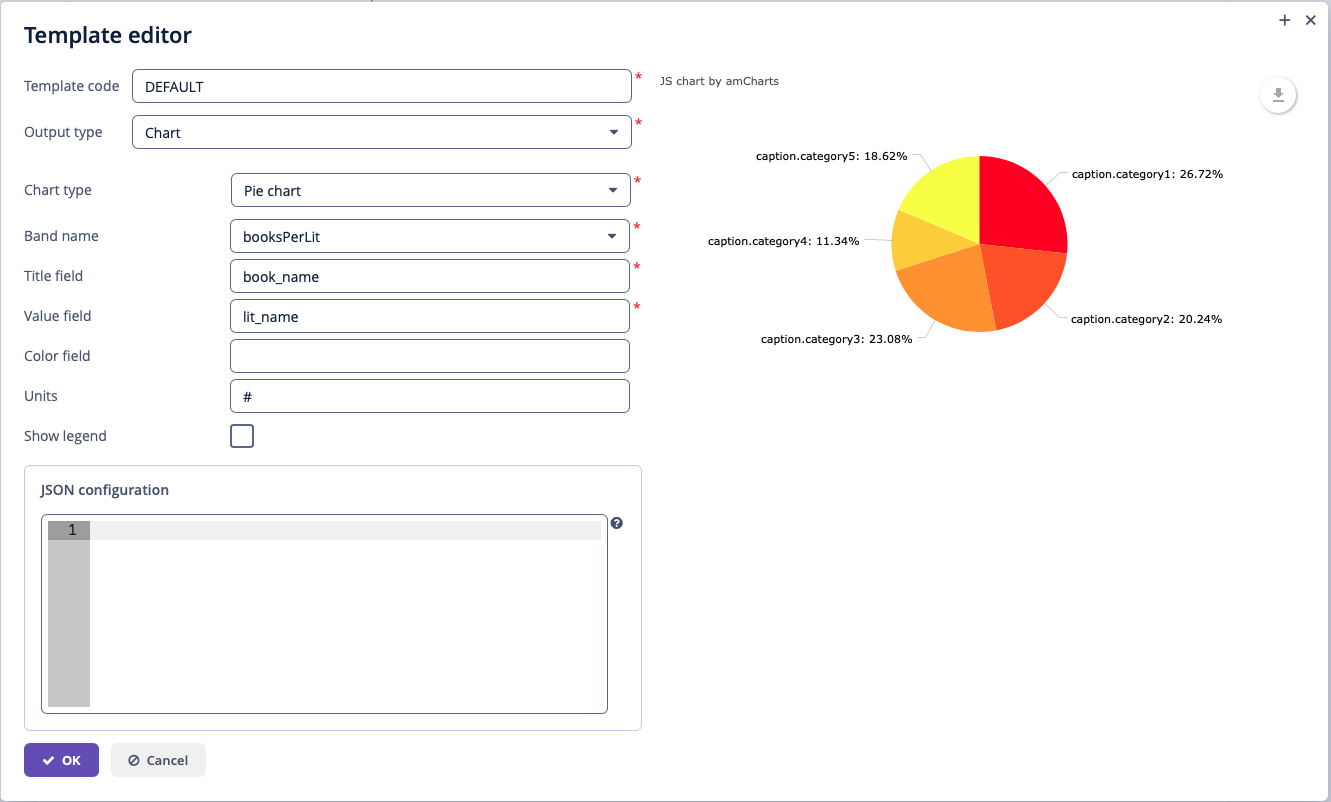 Template editor
Template code DEFAULT *
Output type Chart *
Chart type Pie chart *
Band name booksPerLit *
Title field book_name *
Value field lit_name *
Color field
Units #
Show legend
JSON configuration
1
OK Cancel
JS chart by amCharts
caption.category5: 18.62%
caption.category1: 26.72%
caption.category4: 11.34%
caption.category2: 20.24%
caption.category3: 23.08%